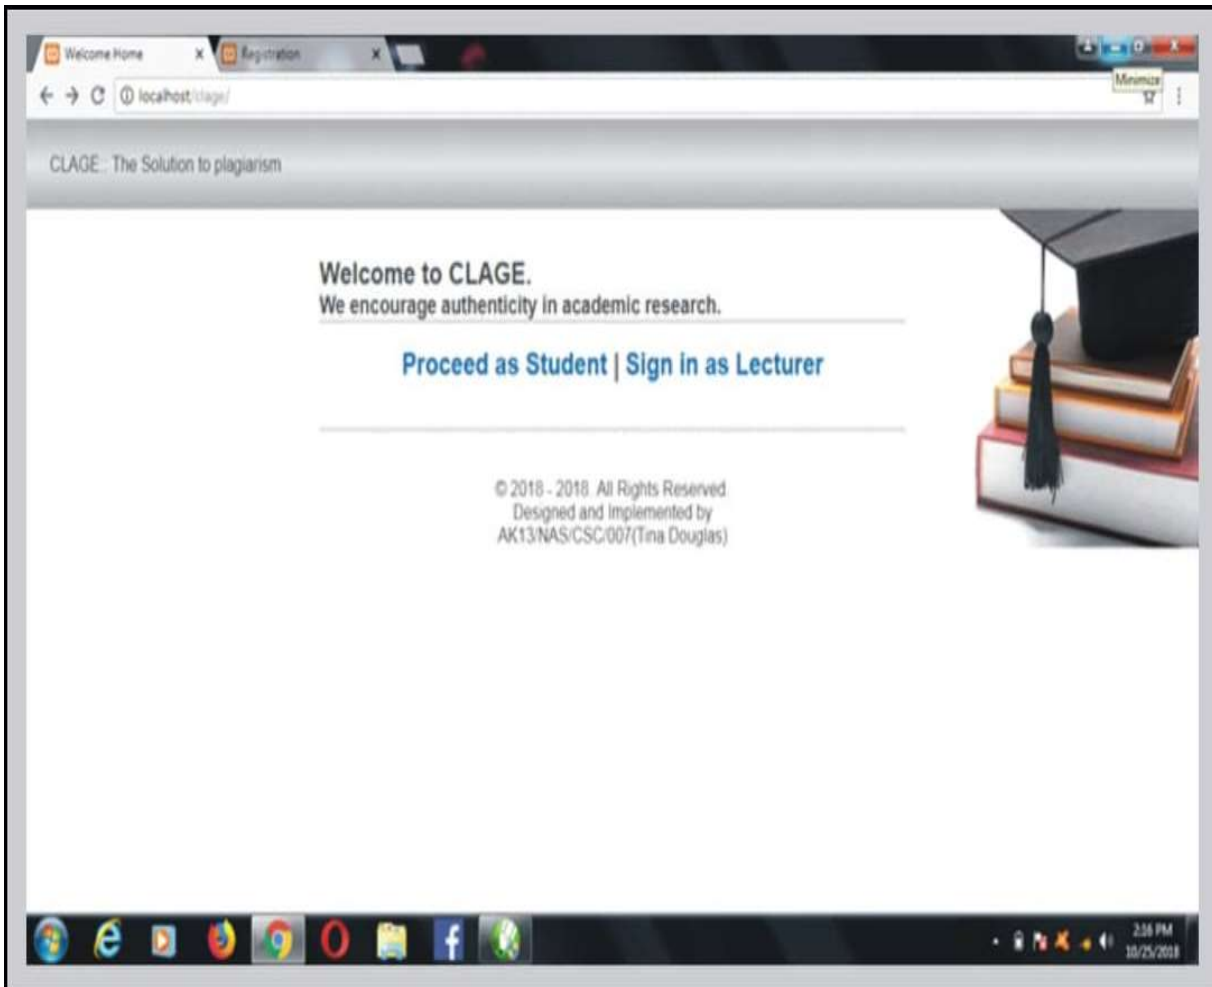 Welcome Home
Registration
Minimize
localhost/clage/
CLAGE : The Solution to plagiarism
Welcome to CLAGE.
We encourage authenticity in academic research.
Proceed as Student | Sign in as Lecturer
© 2018 - 2018. All Rights Reserved.
Designed and Implemented by
AK13/NAS/CSC/007(Tina Douglas)
2:16 PM
10/25/2018